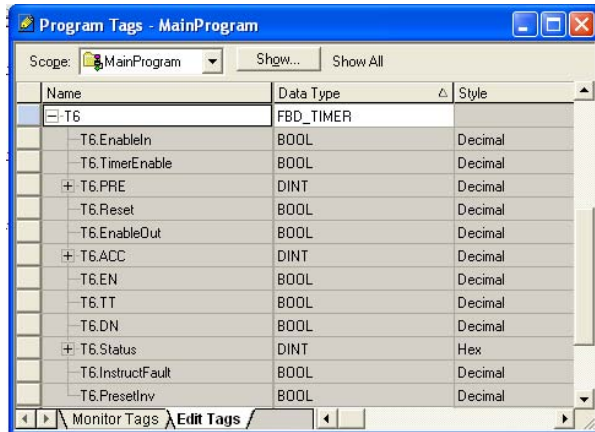 Program Tags - MainProgram
Scope: MainProgram Show... Show All
Name Data Type Style
T6 FBD_TIMER
T6.EnableIn BOOL Decimal
T6.TimerEnable BOOL Decimal
T6.PRE DINT Decimal
T6.Reset BOOL Decimal
T6.EnableOut BOOL Decimal
T6.ACC DINT Decimal
T6.EN BOOL Decimal
T6.TT BOOL Decimal
T6.DN BOOL Decimal
T6.Status DINT Hex
T6.InstructFault BOOL Decimal
T6.PresetInv BOOL Decimal
Monitor Tags Edit Tags